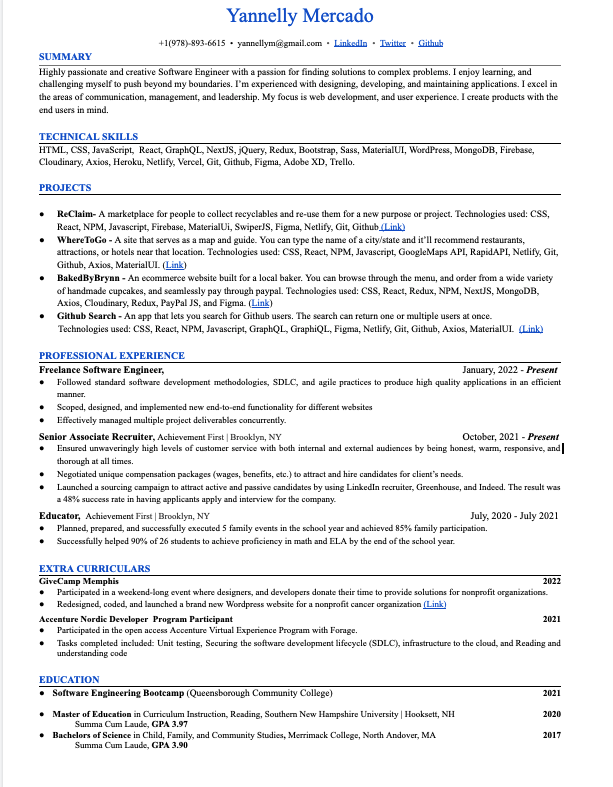 Yannelly Mercado
+1(978)-893-6615 • yannellym@gmail.com • LinkedIn • Twitter • Github
SUMMARY
Highly passionate and creative Software Engineer with a passion for finding solutions to complex problems. I enjoy learning, and
challenging myself to push beyond my boundaries. I’m experienced with designing, developing, and maintaining applications. I excel in
the areas of communication, management, and leadership. My focus is web development, and user experience. I create products with the
end users in mind.
TECHNICAL SKILLS
HTML, CSS, JavaScript, React, GraphQL, NextJS, jQuery, Redux, Bootstrap, Sass, MaterialUI, WordPress, MongoDB, Firebase,
Cloudinary, Axios, Heroku, Netlify, Vercel, Git, Github, Figma, Adobe XD, Trello.
PROJECTS
● ReClaim- A marketplace for people to collect recyclables and re-use them for a new purpose or project. Technologies used: CSS,
React, NPM, Javascript, Firebase, MaterialUi, SwiperJS, Figma, Netlify, Git, Github (Link)
● WhereToGo - A site that serves as a map and guide. You can type the name of a city/state and it’ll recommend restaurants,
attractions, or hotels near that location. Technologies used: CSS, React, NPM, Javascript, GoogleMaps API, RapidAPI, Netlify, Git,
Github, Axios, MaterialUI. (Link)
● BakedByBrynn - An ecommerce website built for a local baker. You can browse through the menu, and order from a wide variety
of handmade cupcakes, and seamlessly pay through paypal. Technologies used: CSS, React, Redux, NPM, NextJS, MongoDB,
Axios, Cloudinary, Redux, PayPal JS, and Figma. (Link)
● Github Search - An app that lets you search for Github users. The search can return one or multiple users at once.
Technologies used: CSS, React, NPM, Javascript, GraphQL, GraphiQL, Figma, Netlify, Git, Github, Axios, MaterialUI. (Link)
PROFESSIONAL EXPERIENCE
Freelance Software Engineer, January, 2022 - Present
● Followed standard software development methodologies, SDLC, and agile practices to produce high quality applications in an efficient
manner.
● Scoped, designed, and implemented new end-to-end functionality for different websites
● Effectively managed multiple project deliverables concurrently.
Senior Associate Recruiter, Achievement First | Brooklyn, NY October, 2021 - Present
● Ensured unwaveringly high levels of customer service with both internal and external audiences by being honest, warm, responsive, and
thorough at all times.
● Negotiated unique compensation packages (wages, benefits, etc.) to attract and hire candidates for client’s needs.
● Launched a sourcing campaign to attract active and passive candidates by using LinkedIn recruiter, Greenhouse, and Indeed. The result was
a 48% success rate in having applicants apply and interview for the company.
Educator, Achievement First | Brooklyn, NY July, 2020 - July 2021
● Planned, prepared, and successfully executed 5 family events in the school year and achieved 85% family participation.
● Successfully helped 90% of 26 students to achieve proficiency in math and ELA by the end of the school year.
EXTRA CURRICULARS
GiveCamp Memphis 2022
● Participated in a weekend-long event where designers, and developers donate their time to provide solutions for nonprofit organizations.
● Redesigned, coded, and launched a brand new Wordpress website for a nonprofit cancer organization (Link)
Accenture Nordic Developer Program Participant 2021
● Participated in the open access Accenture Virtual Experience Program with Forage.
● Tasks completed included: Unit testing, Securing the software development lifecycle (SDLC), infrastructure to the cloud, and Reading and
understanding code
EDUCATION
● Software Engineering Bootcamp (Queensborough Community College) 2021
● Master of Education in Curriculum Instruction, Reading, Southern New Hampshire University | Hooksett, NH 2020
Summa Cum Laude, GPA 3.97
● Bachelors of Science in Child, Family, and Community Studies, Merrimack College, North Andover, MA 2017
Summa Cum Laude, GPA 3.90